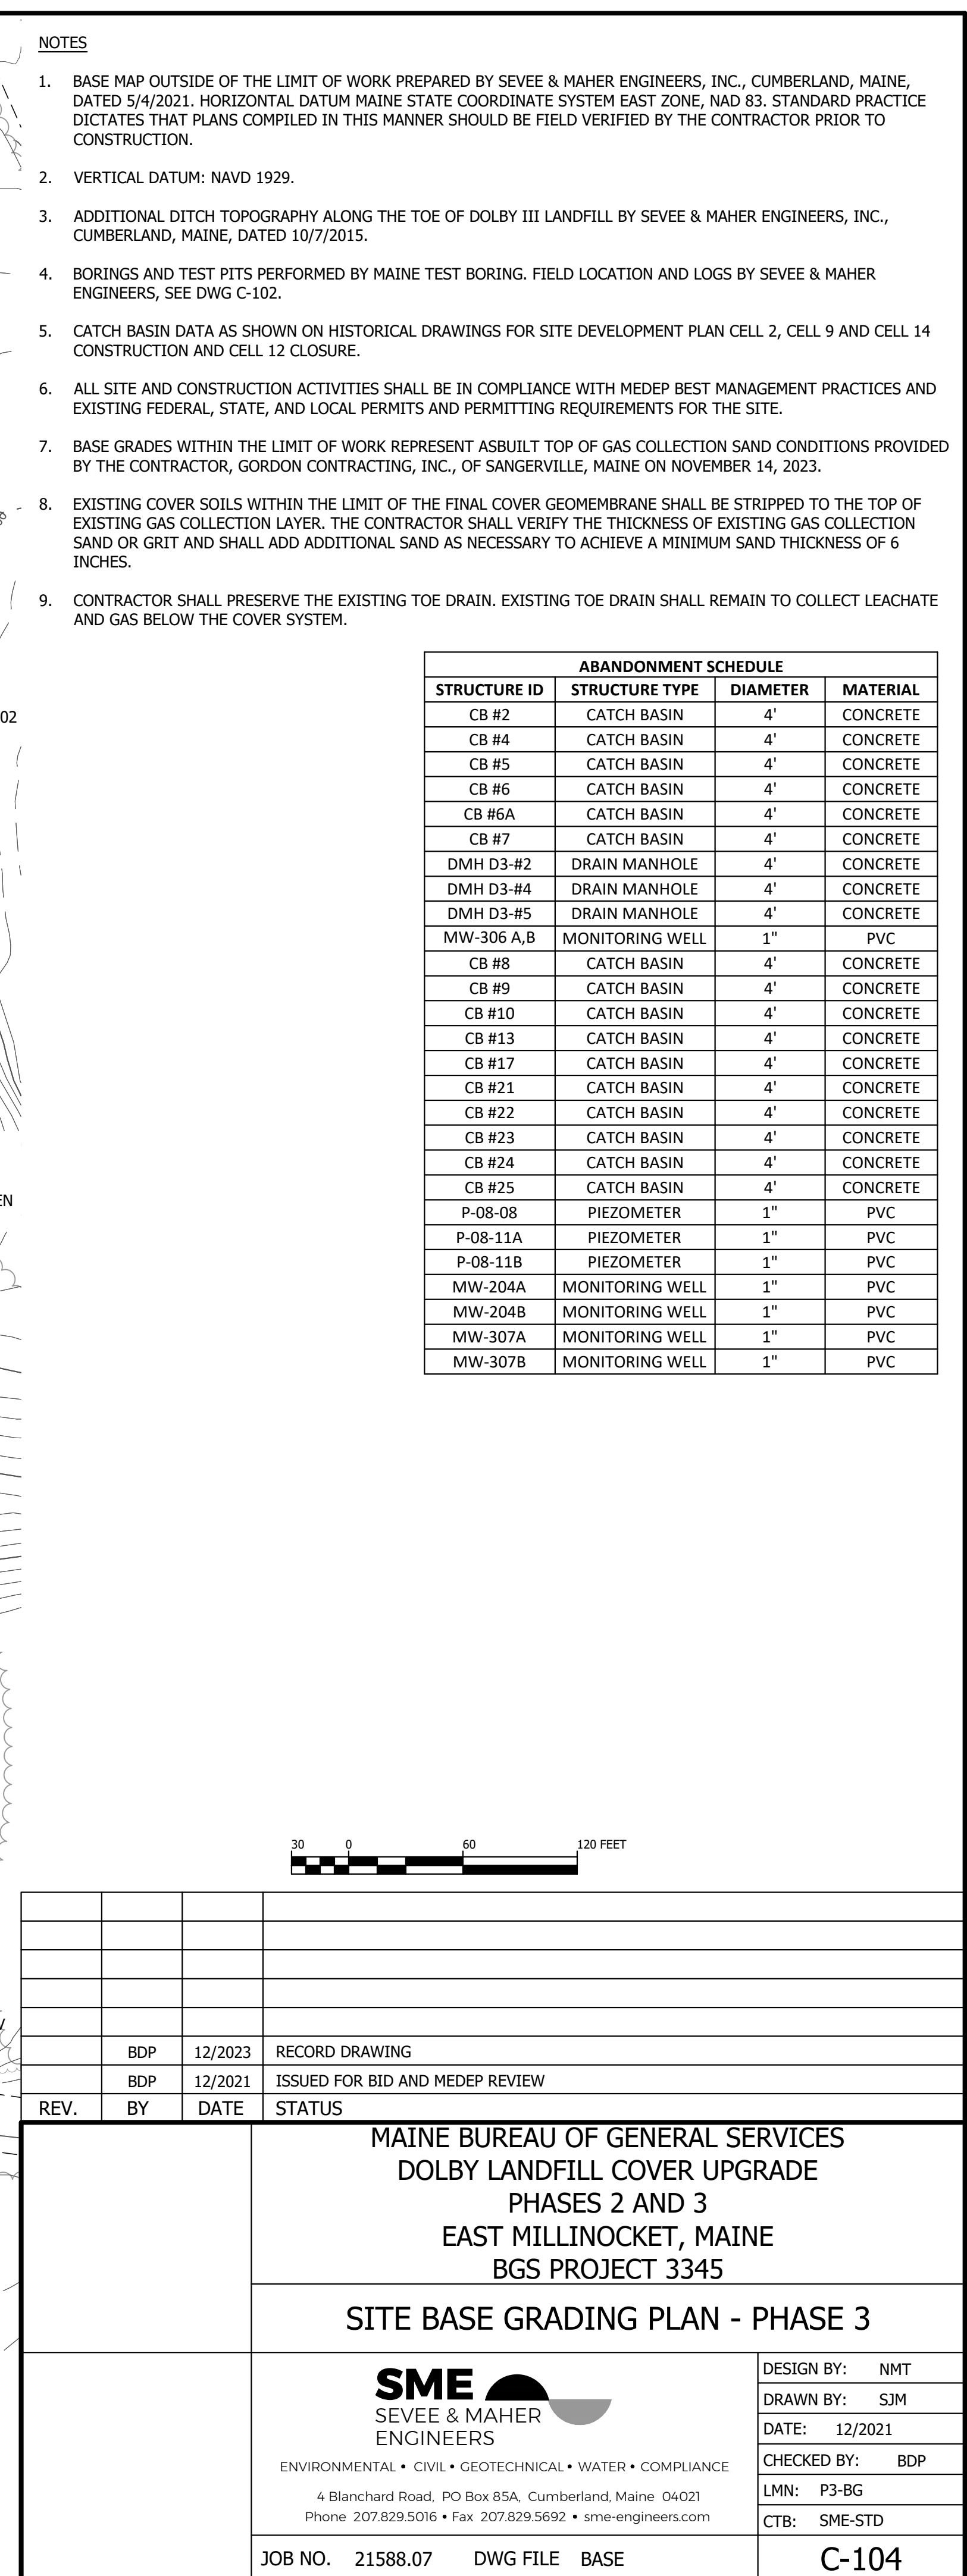 NOTES
1. BASE MAP OUTSIDE OF THE LIMIT OF WORK PREPARED BY SEVEE & MAHER ENGINEERS, INC., CUMBERLAND, MAINE,
DATED 5/4/2021. HORIZONTAL DATUM MAINE STATE COORDINATE SYSTEM EAST ZONE, NAD 83. STANDARD PRACTICE
DICTATES THAT PLANS COMPILED IN THIS MANNER SHOULD BE FIELD VERIFIED BY THE CONTRACTOR PRIOR TO
CONSTRUCTION.
2. VERTICAL DATUM: NAVD 1929.
3. ADDITIONAL DITCH TOPOGRAPHY ALONG THE TOE OF DOLBY III LANDFILL BY SEVEE & MAHER ENGINEERS, INC.,
CUMBERLAND, MAINE, DATED 10/7/2015.
4. BORINGS AND TEST PITS PERFORMED BY MAINE TEST BORING. FIELD LOCATION AND LOGS BY SEVEE & MAHER
ENGINEERS, SEE DWG C-102.
5. CATCH BASIN DATA AS SHOWN ON HISTORICAL DRAWINGS FOR SITE DEVELOPMENT PLAN CELL 2, CELL 9 AND CELL 14
CONSTRUCTION AND CELL 12 CLOSURE.
6. ALL SITE AND CONSTRUCTION ACTIVITIES SHALL BE IN COMPLIANCE WITH MEDEP BEST MANAGEMENT PRACTICES AND
EXISTING FEDERAL, STATE, AND LOCAL PERMITS AND PERMITTING REQUIREMENTS FOR THE SITE.
7. BASE GRADES WITHIN THE LIMIT OF WORK REPRESENT ASBUILT TOP OF GAS COLLECTION SAND CONDITIONS PROVIDED
BY THE CONTRACTOR, GORDON CONTRACTING, INC., OF SANGERVILLE, MAINE ON NOVEMBER 14, 2023.
8. EXISTING COVER SOILS WITHIN THE LIMIT OF THE FINAL COVER GEOMEMBRANE SHALL BE STRIPPED TO THE TOP OF
EXISTING GAS COLLECTION LAYER. THE CONTRACTOR SHALL VERIFY THE THICKNESS OF EXISTING GAS COLLECTION
SAND OR GRIT AND SHALL ADD ADDITIONAL SAND AS NECESSARY TO ACHIEVE A MINIMUM SAND THICKNESS OF 6
INCHES.
9. CONTRACTOR SHALL PRESERVE THE EXISTING TOE DRAIN. EXISTING TOE DRAIN SHALL REMAIN TO COLLECT LEACHATE
AND GAS BELOW THE COVER SYSTEM.
02
EN
ABANDONMENT SCHEDULE
STRUCTURE ID STRUCTURE TYPE DIAMETER MATERIAL
CB #2 CATCH BASIN 4' CONCRETE
CB #4 CATCH BASIN 4' CONCRETE
CB #5 CATCH BASIN 4' CONCRETE
CB #6 CATCH BASIN 4' CONCRETE
CB #6A CATCH BASIN 4' CONCRETE
CB #7 CATCH BASIN 4' CONCRETE
DMH D3-#2 DRAIN MANHOLE 4' CONCRETE
DMH D3-#4 DRAIN MANHOLE 4' CONCRETE
DMH D3-#5 DRAIN MANHOLE 4' CONCRETE
MW-306 A,B MONITORING WELL 1" PVC
CB #8 CATCH BASIN 4' CONCRETE
CB #9 CATCH BASIN 4' CONCRETE
CB #10 CATCH BASIN 4' CONCRETE
CB #13 CATCH BASIN 4' CONCRETE
CB #17 CATCH BASIN 4' CONCRETE
CB #21 CATCH BASIN 4' CONCRETE
CB #22 CATCH BASIN 4' CONCRETE
CB #23 CATCH BASIN 4' CONCRETE
CB #24 CATCH BASIN 4' CONCRETE
CB #25 CATCH BASIN 4' CONCRETE
P-08-08 PIEZOMETER 1" PVC
P-08-11A PIEZOMETER 1" PVC
P-08-11B PIEZOMETER 1" PVC
MW-204A MONITORING WELL 1" PVC
MW-204B MONITORING WELL 1" PVC
MW-307A MONITORING WELL 1" PVC
MW-307B MONITORING WELL 1" PVC
30 0 60 120 FEET
BDP 12/2023 RECORD DRAWING
BDP 12/2021 ISSUED FOR BID AND MEDEP REVIEW
REV. BY DATE STATUS
MAINE BUREAU OF GENERAL SERVICES
DOLBY LANDFILL COVER UPGRADE
PHASES 2 AND 3
EAST MILLINOCKET, MAINE
BGS PROJECT 3345
SITE BASE GRADING PLAN - PHASE 3
SME
SEVEE & MAHER
ENGINEERS
ENVIRONMENTAL • CIVIL • GEOTECHNICAL • WATER • COMPLIANCE
4 Blanchard Road, PO Box 85A, Cumberland, Maine 04021
Phone 207.829.5016 • Fax 207.829.5692 • sme-engineers.com
DESIGN BY: NMT
DRAWN BY: SJM
DATE: 12/2021
CHECKED BY: BDP
LMN: P3-BG
CTB: SME-STD
JOB NO. 21588.07 DWG FILE BASE C-104